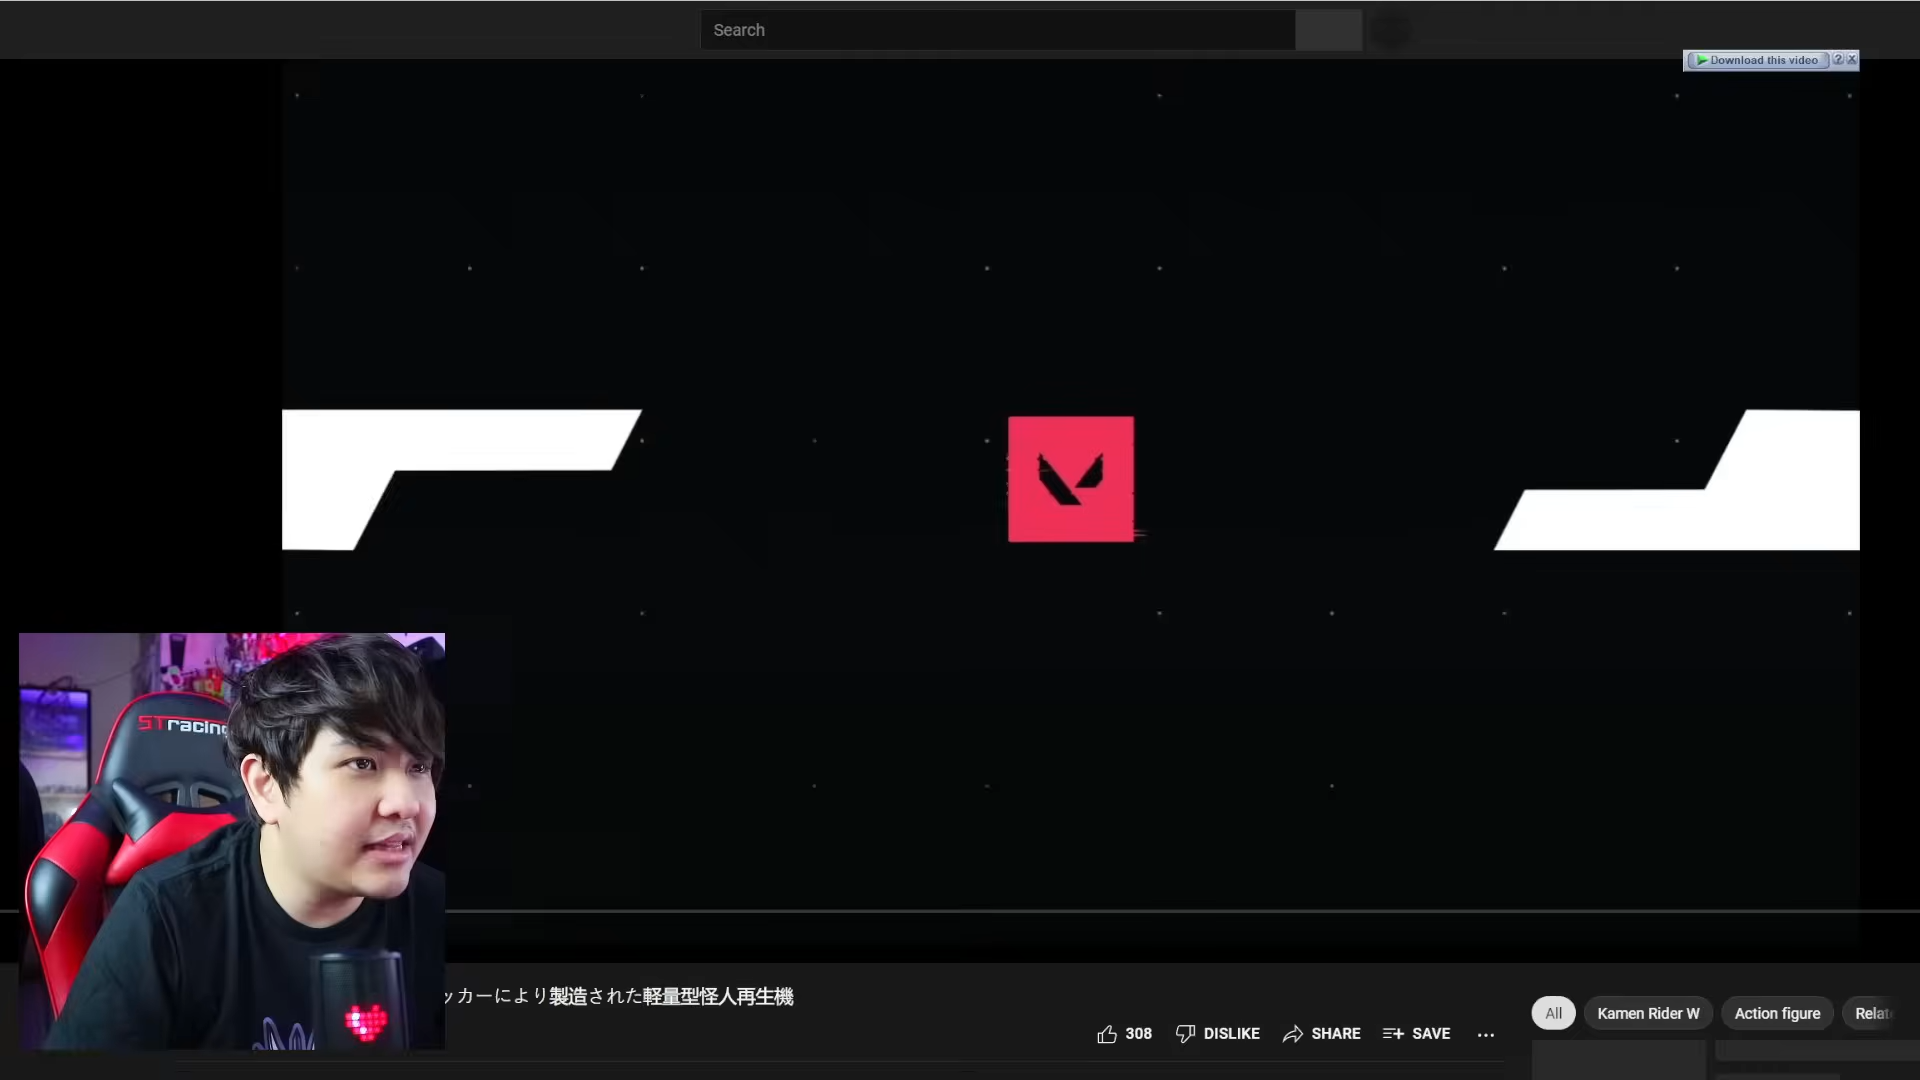 Search
Download this video
STracing
ッカーにより製造された軽量型怪人再生機
308 DISLIKE SHARE SAVE
All Kamen Rider W Action figure Relat